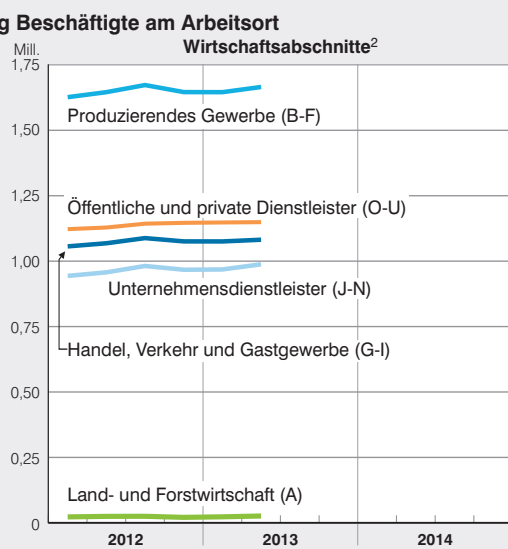 g Beschäftigte am Arbeitsort
Mill.
Wirtschaftsabschnitte²
1,75
Produzierendes Gewerbe (B-F)
1,50
1,25
Öffentliche und private Dienstleister (O-U)
1,00
Unternehmensdienstleister (J-N)
0,75
Handel, Verkehr und Gastgewerbe (G-I)
0,50
0,25
Land- und Forstwirtschaft (A)
0
2012 2013 2014